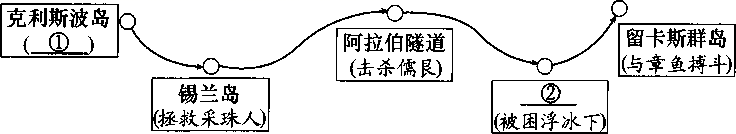 克利斯波岛
(①)
锡兰岛
(拯救采珠人)
阿拉伯隧道
(击杀儒艮)
②
(被困浮冰下)
留卡斯群岛
(与章鱼搏斗)